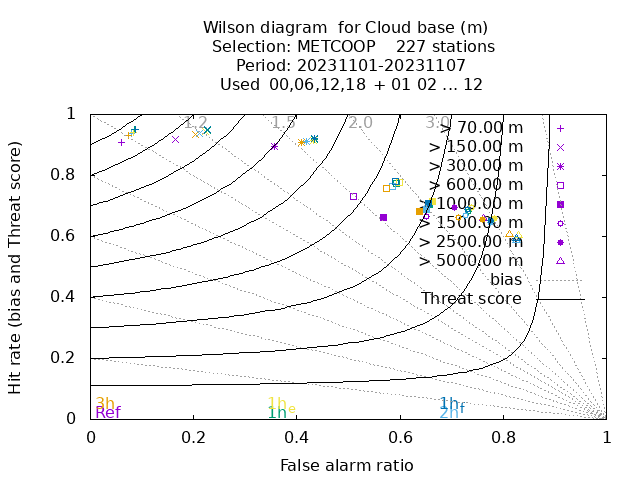 Wilson diagram for Cloud base (m)
Selection: METCOOP 227 stations
Period: 20231101-20231107
Used 00,06,12,18 + 01 02 ... 12
Hit rate (bias and Threat score)
1
0.8
0.6
0.4
0.2
0
1.2
1.5
2.0
3.0
> 70.00 m
> 150.00 m
> 300.00 m
> 600.00 m
> 1000.00 m
> 1500.00 m
> 2500.00 m
> 5000.00 m
bias
Threat score
3h 1h_e 1h_f
Ref 1h 2h
0 0.2 0.4 0.6 0.8 1
False alarm ratio